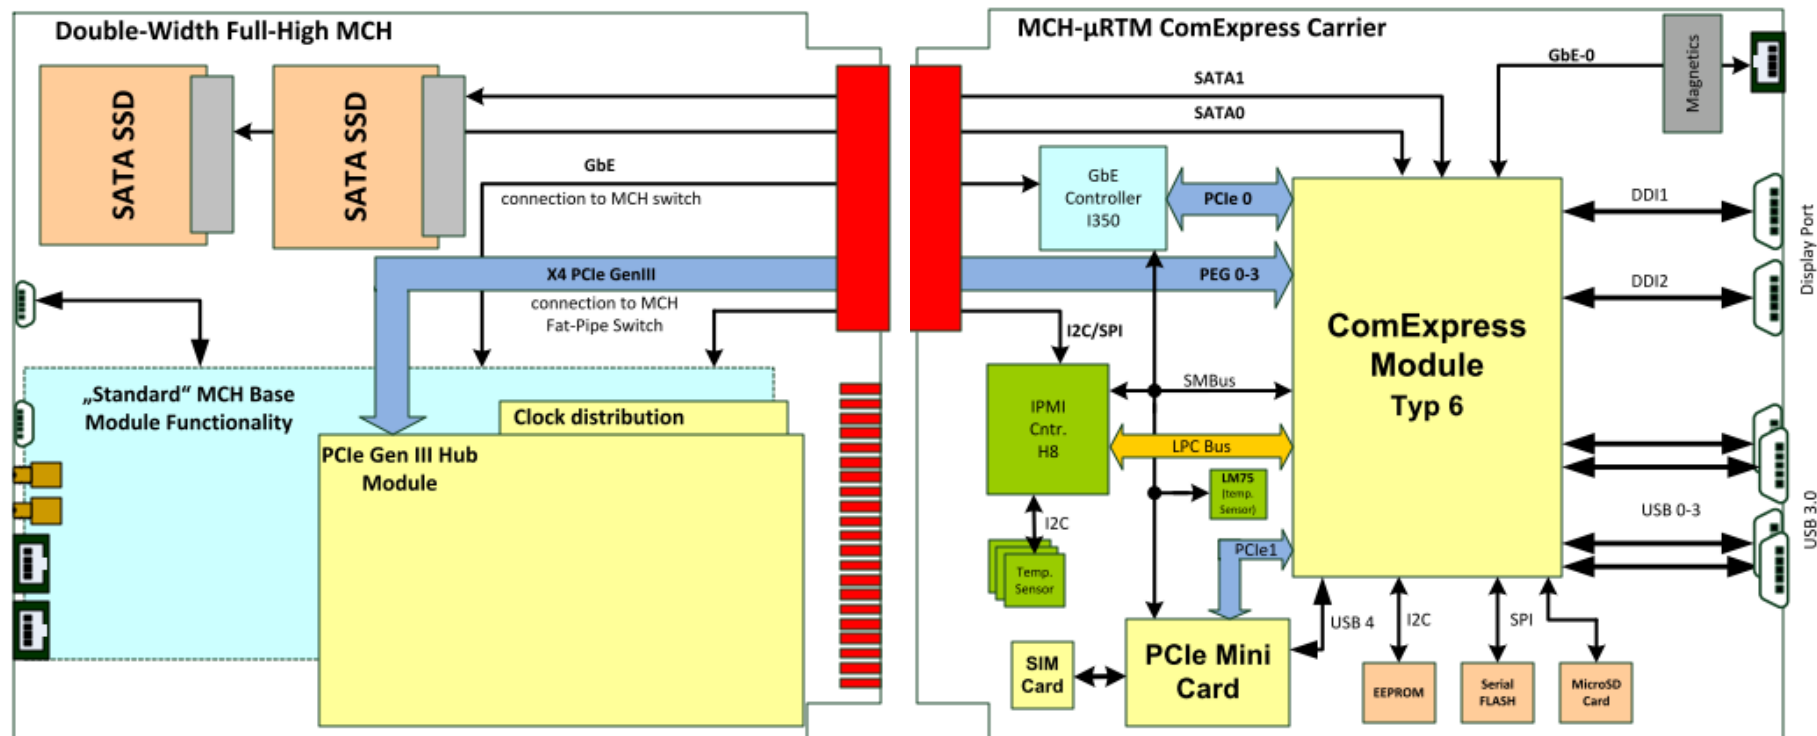 Double-Width Full-High MCH
SATA SSD
SATA SSD
GbE
connection to MCH switch
X4 PCIe GenIII
connection to MCH
Fat-Pipe Switch
„Standard“ MCH Base
Module Functionality
Clock distribution
PCIe Gen III Hub
Module
MCH-µRTM ComExpress Carrier
SATA1
SATA0
GbE-0
Magnetics
GbE
Controller
I350
PCIe 0
PEG 0-3
I2C/SPI
ComExpress
Module
Typ 6
DDI1
DDI2
Display Port
IPMI
Cntr.
H8
SMBus
LPC Bus
LM75
(temp.
Sensor)
I2C
Temp.
Sensor
PCIe1
USB 0-3
USB 3.0
SIM
Card
PCIe Mini
Card
USB 4
I2C
SPI
EEPROM
Serial
FLASH
MicroSD
Card